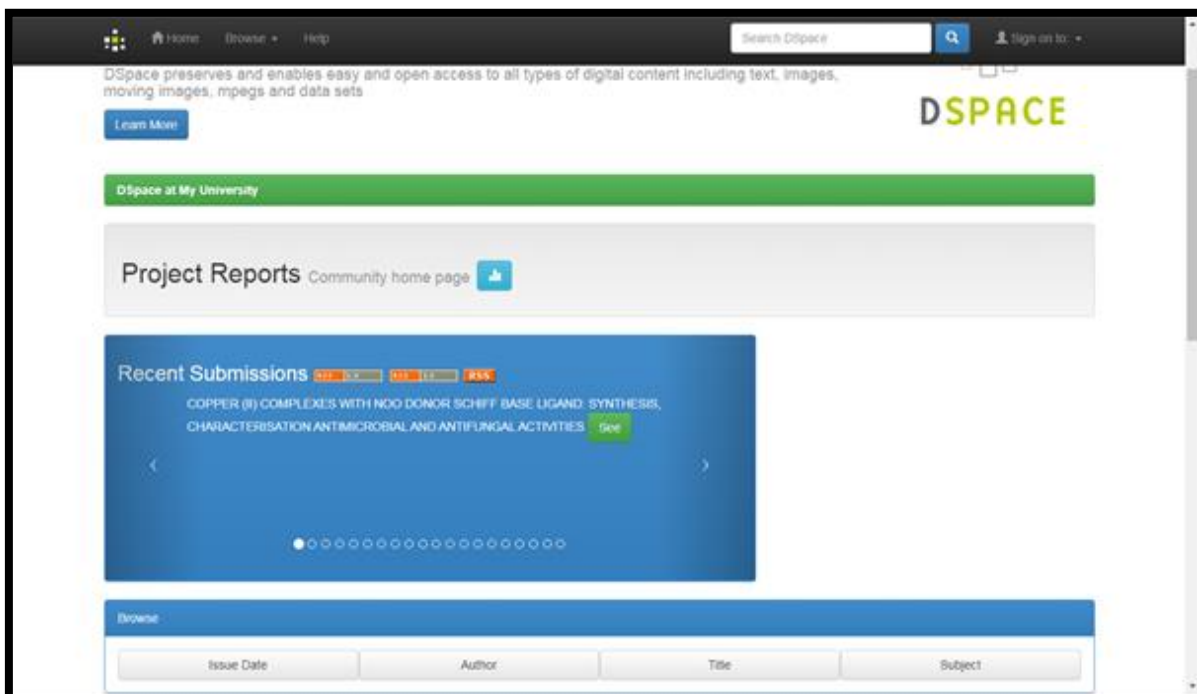 Home Browse Help Search DSpace Sign on to:
DSpace preserves and enables easy and open access to all types of digital content including text, images,
moving images, mpegs and data sets
Learn More
DSPACE
DSpace at My University
Project Reports Community home page
Recent Submissions RSS
COPPER (II) COMPLEXES WITH NOO DONOR SCHIFF BASE LIGAND: SYNTHESIS,
CHARACTERISATION ANTIMICROBIAL AND ANTIFUNGAL ACTIVITIES See
Browse
Issue Date Author Title Subject